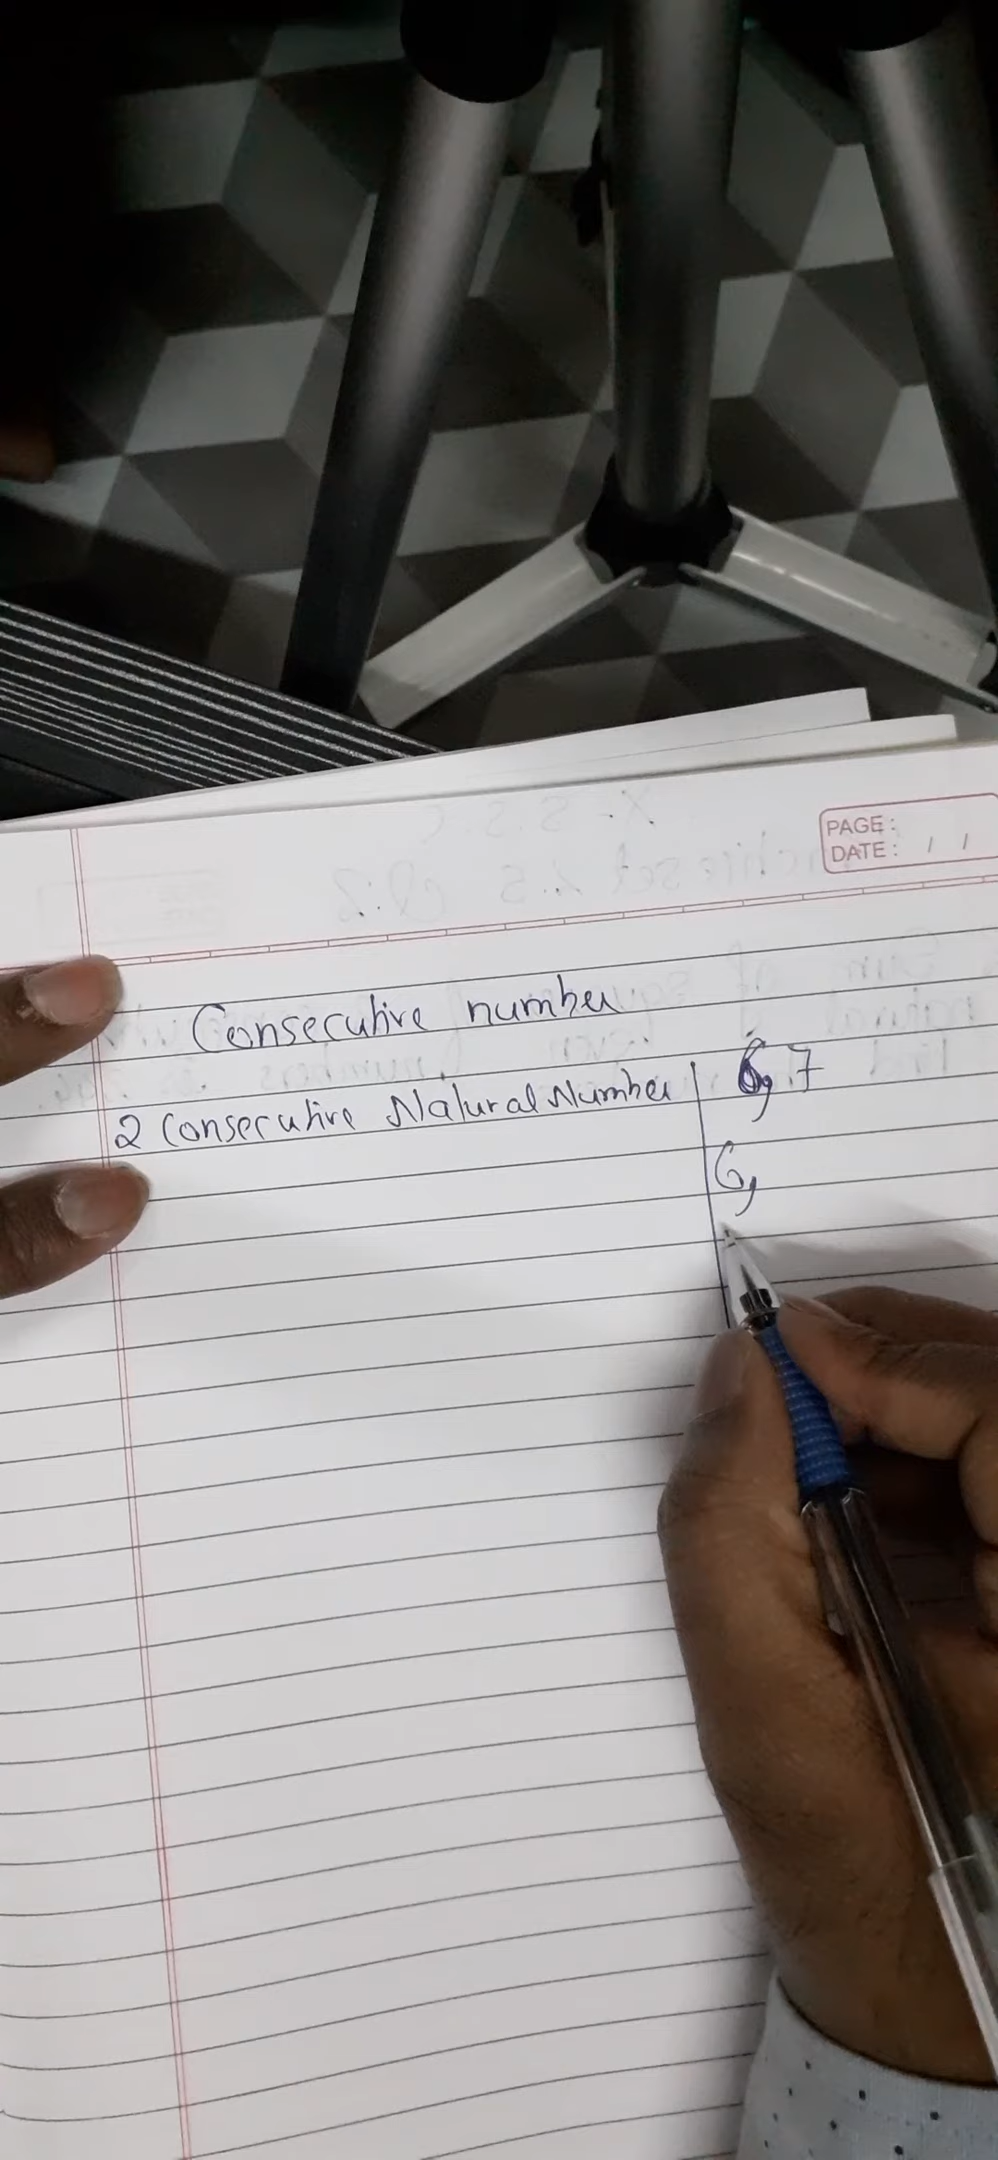 PAGE:
DATE: / /
Consecutive number
2 Consecutive Natural Number | 6, 7
6,